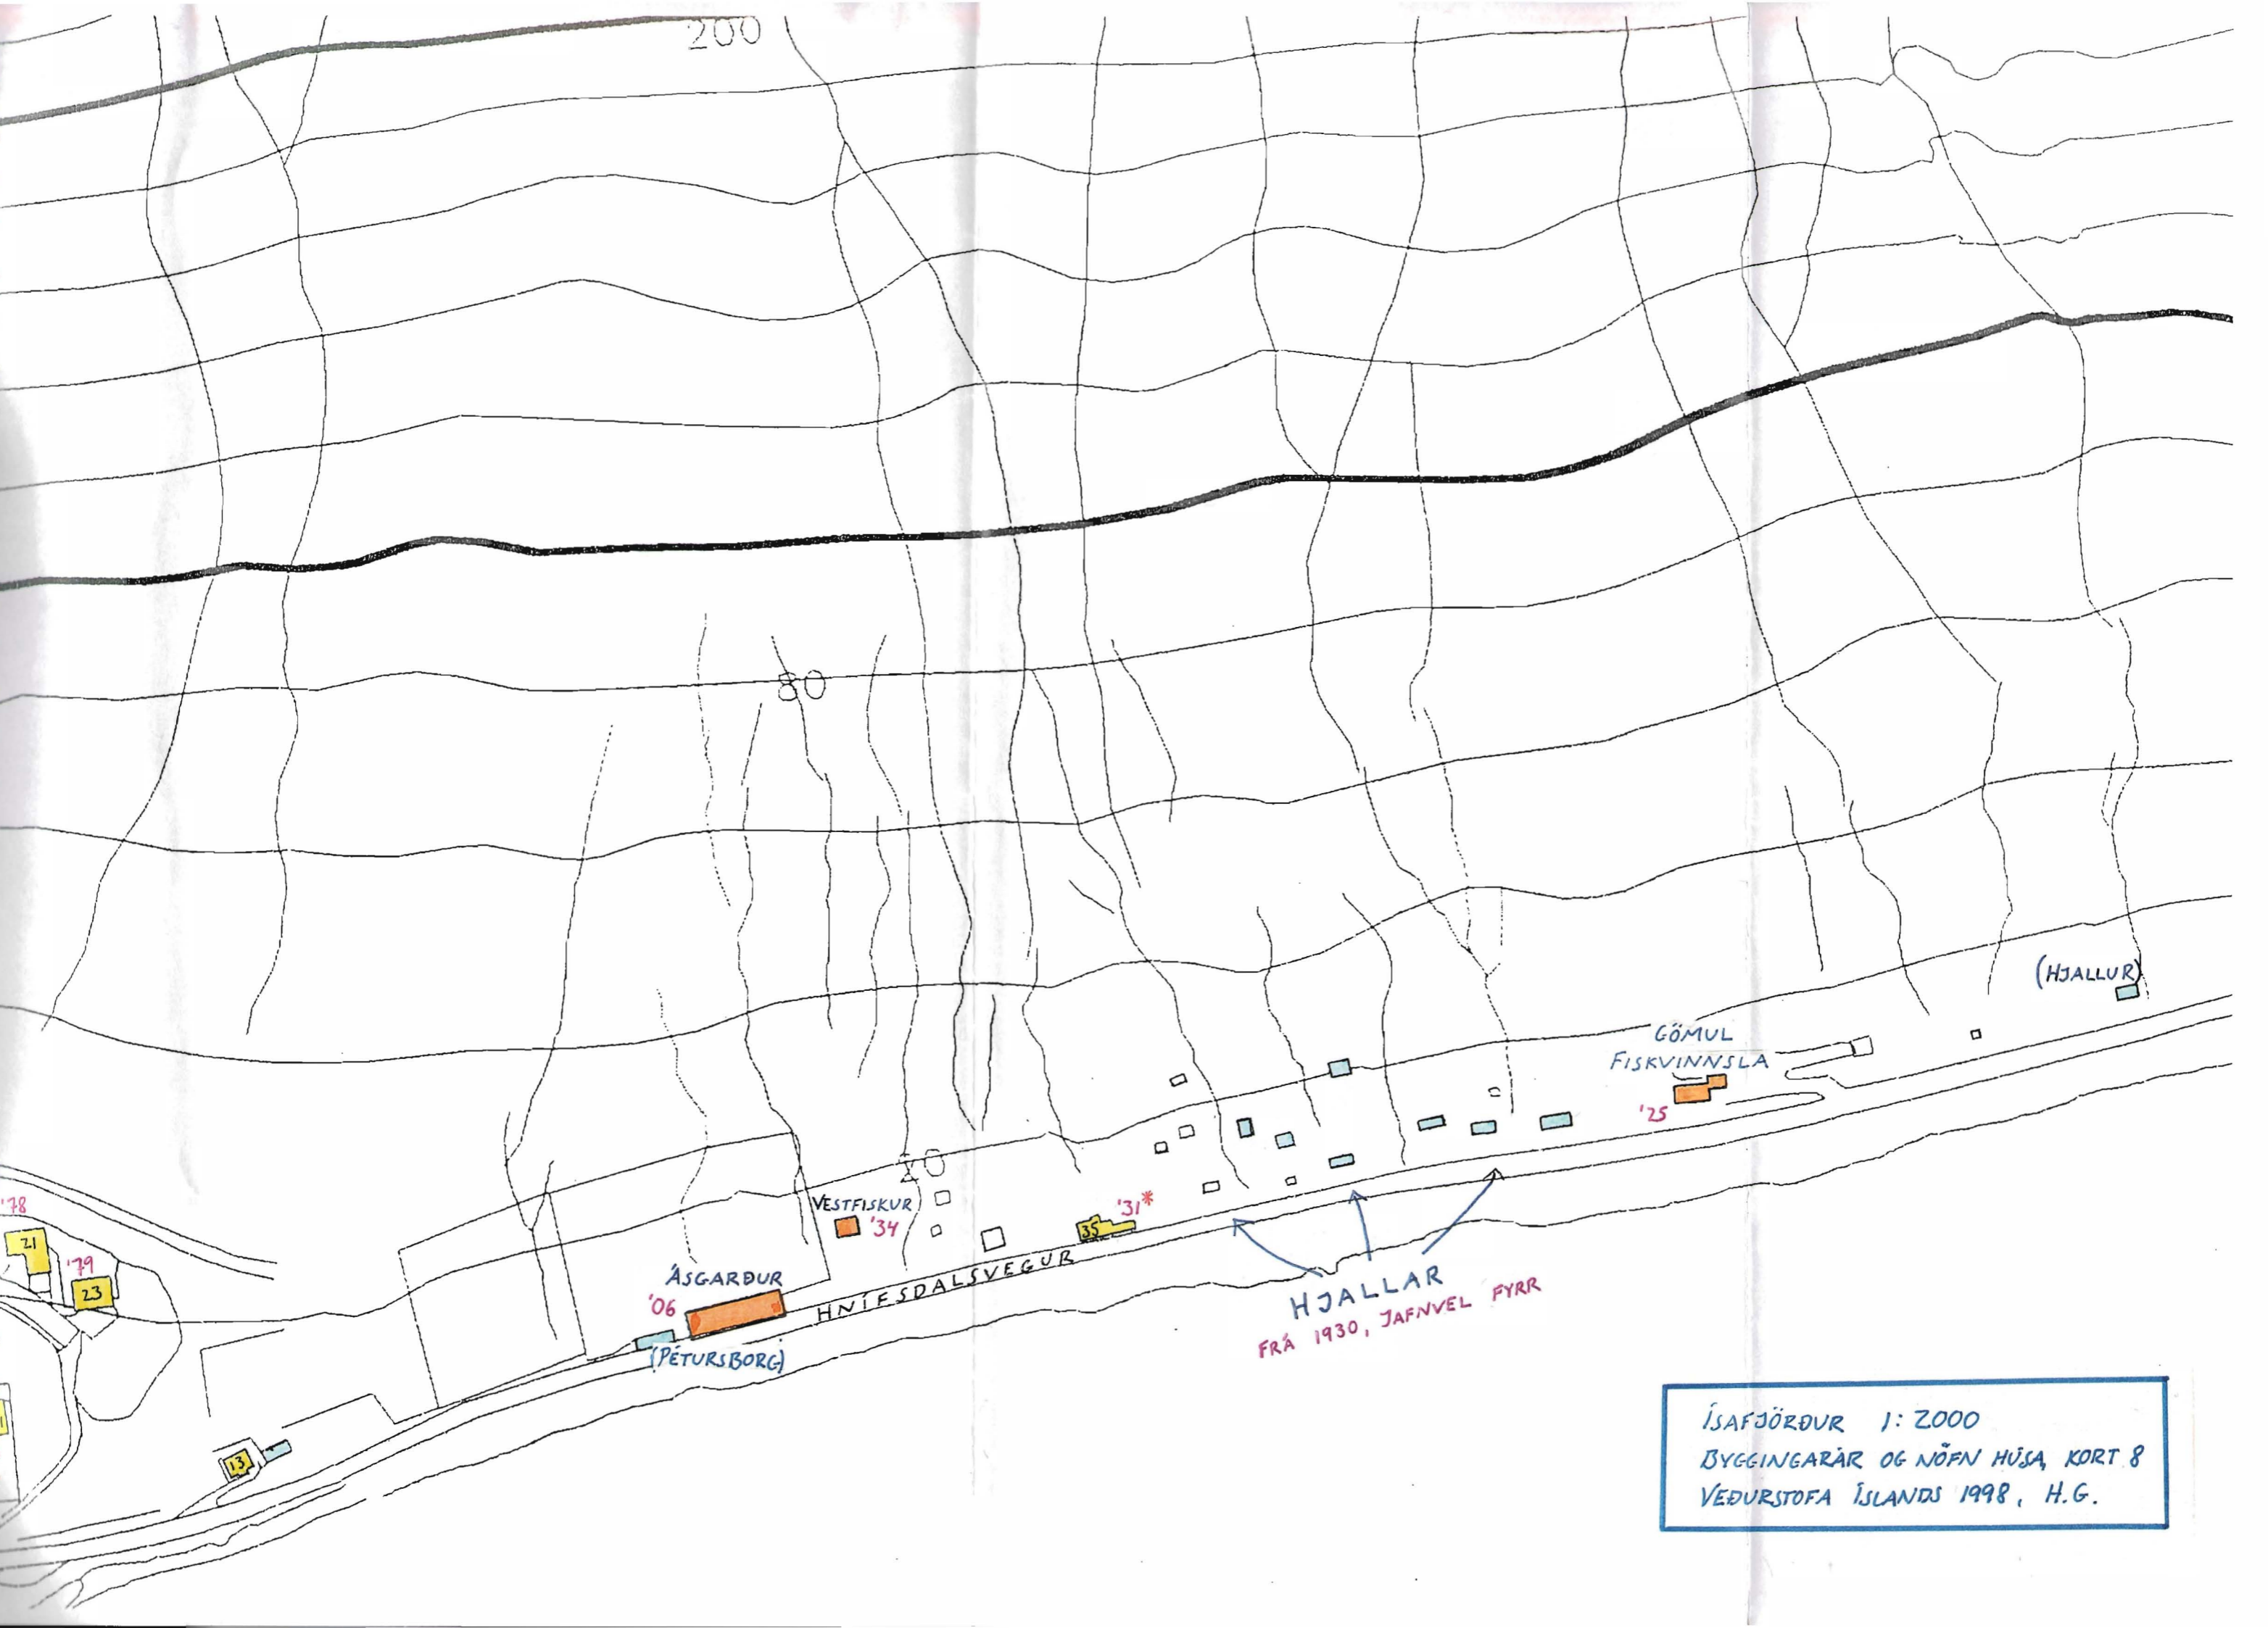 200
80
(HJALLUR)
GÖMUL
FISKVINNSLA
'25
20
VESTFISKUR
'34
'31*
35
'78
21
'79
23
ÁSGARÐUR
'06
HNÍFSDALSVEGUR
(PÉTURSBORG)
HJALLAR
FRÁ 1930, JAFNVEL FYRR
13
ÍSAFJÖRÐUR 1:2000
BYGGINGARÁR OG NÖFN HÚSA, KORT 8
VEÐURSTOFA ÍSLANDS 1998, H.G.